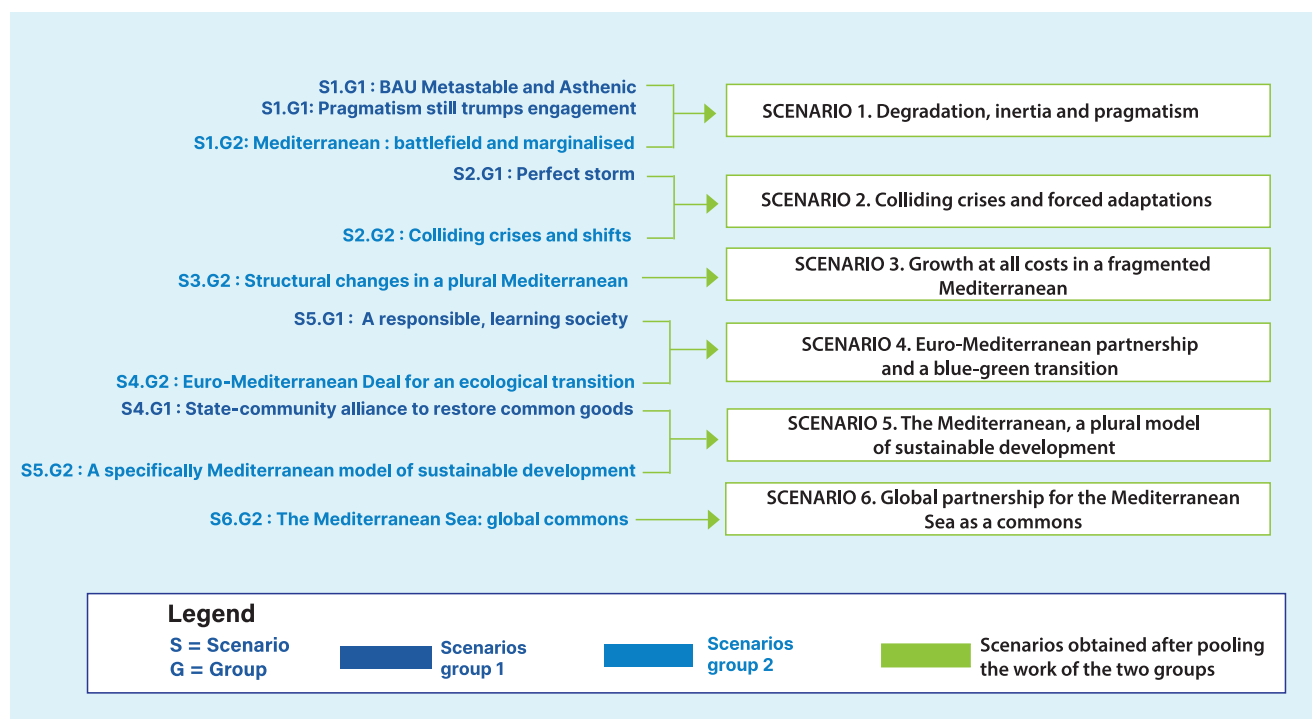 S1.G1 : BAU Metastable and Asthenic
S1.G1: Pragmatism still trumps engagement
S1.G2: Mediterranean : battlefield and marginalised
SCENARIO 1. Degradation, inertia and pragmatism
S2.G1 : Perfect storm
S2.G2 : Colliding crises and shifts
SCENARIO 2. Colliding crises and forced adaptations
S3.G2 : Structural changes in a plural Mediterranean
SCENARIO 3. Growth at all costs in a fragmented
Mediterranean
S5.G1 : A responsible, learning society
S4.G2 : Euro-Mediterranean Deal for an ecological transition
SCENARIO 4. Euro-Mediterranean partnership
and a blue-green transition
S4.G1 : State-community alliance to restore common goods
S5.G2 : A specifically Mediterranean model of sustainable development
SCENARIO 5. The Mediterranean, a plural model
of sustainable development
S6.G2 : The Mediterranean Sea: global commons
SCENARIO 6. Global partnership for the Mediterranean
Sea as a commons
Legend
S = Scenario
G = Group
Scenarios
group 1
Scenarios
group 2
Scenarios obtained after pooling
the work of the two groups